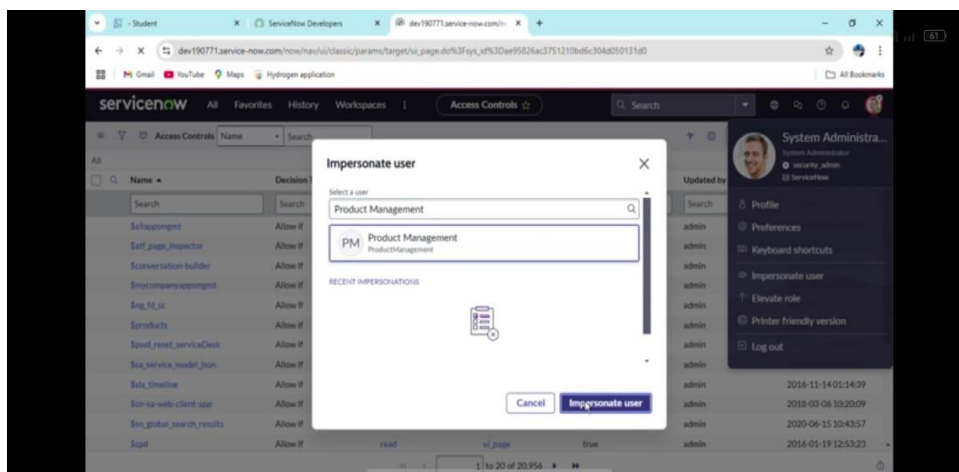 - Student
ServiceNow Developers
dev190771.service-now.com/n
dev190771.service-now.com/now/nav/ui/classic/params/target/ui_page.do%3Fsys_id%3Dae95826ac3751210bd6c304d050131d0
61
Gmail YouTube Maps Hydrogen application All Bookmarks
servicenow All Favorites History Workspaces Access Controls Search
Access Controls Name Search
System Administra...
System Administrator
security_admin
ServiceNow
All
Name Decision Updated by
Search Search Search
Impersonate user
Select a user
Product Management
PM Product Management
ProductManagement
RECENT IMPERSONATIONS
Cancel Impersonate user
Profile
Preferences
Keyboard shortcuts
Impersonate user
Elevate role
Printer friendly version
Log out
$allappsmgmt Allow If admin
$atf_page_inspector Allow If admin
$conversation-builder Allow If admin
$mycompanyappsmgmt Allow If admin
$ng_fd_sc Allow If admin
$products Allow If admin
$pwd_reset_serviceDesk Allow If admin
$sa_service_model_json Allow If admin
$sla_timeline Allow If admin 2016-11-14 01:14:39
$sn-va-web-client-app Allow If admin 2018-03-06 10:20:09
$sn_global_search_results Allow If admin 2020-06-15 10:43:57
$spd Allow If read ui_page true admin 2016-01-19 12:53:23
1 to 20 of 20,956